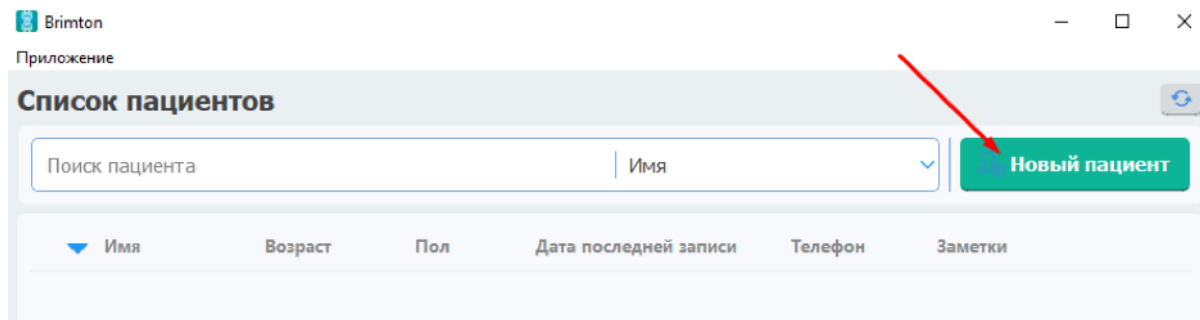 Brimton
Приложение
Список пациентов
Поиск пациента Имя Новый пациент
Имя Возраст Пол Дата последней записи Телефон Заметки